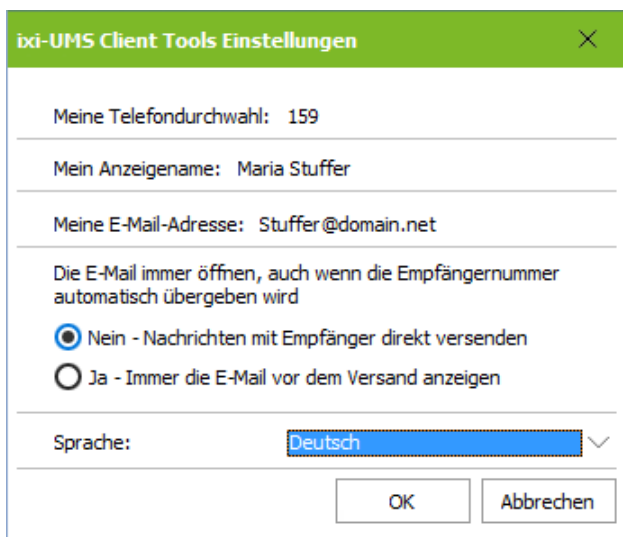 ixi-UMS Client Tools Einstellungen
Meine Telefondurchwahl: 159
Mein Anzeigename: Maria Stuffer
Meine E-Mail-Adresse: Stuffer@domain.net
Die E-Mail immer öffnen, auch wenn die Empfängernummer
automatisch übergeben wird
Nein - Nachrichten mit Empfänger direkt versenden
Ja - Immer die E-Mail vor dem Versand anzeigen
Sprache: Deutsch
OK Abbrechen